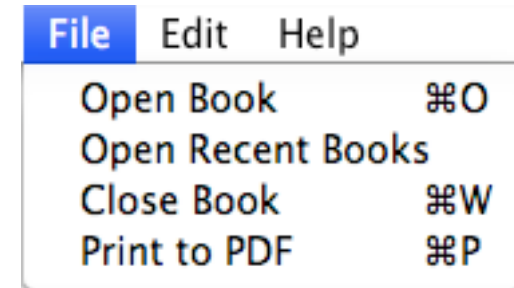 File Edit Help
Open Book ⌘O
Open Recent Books
Close Book ⌘W
Print to PDF ⌘P